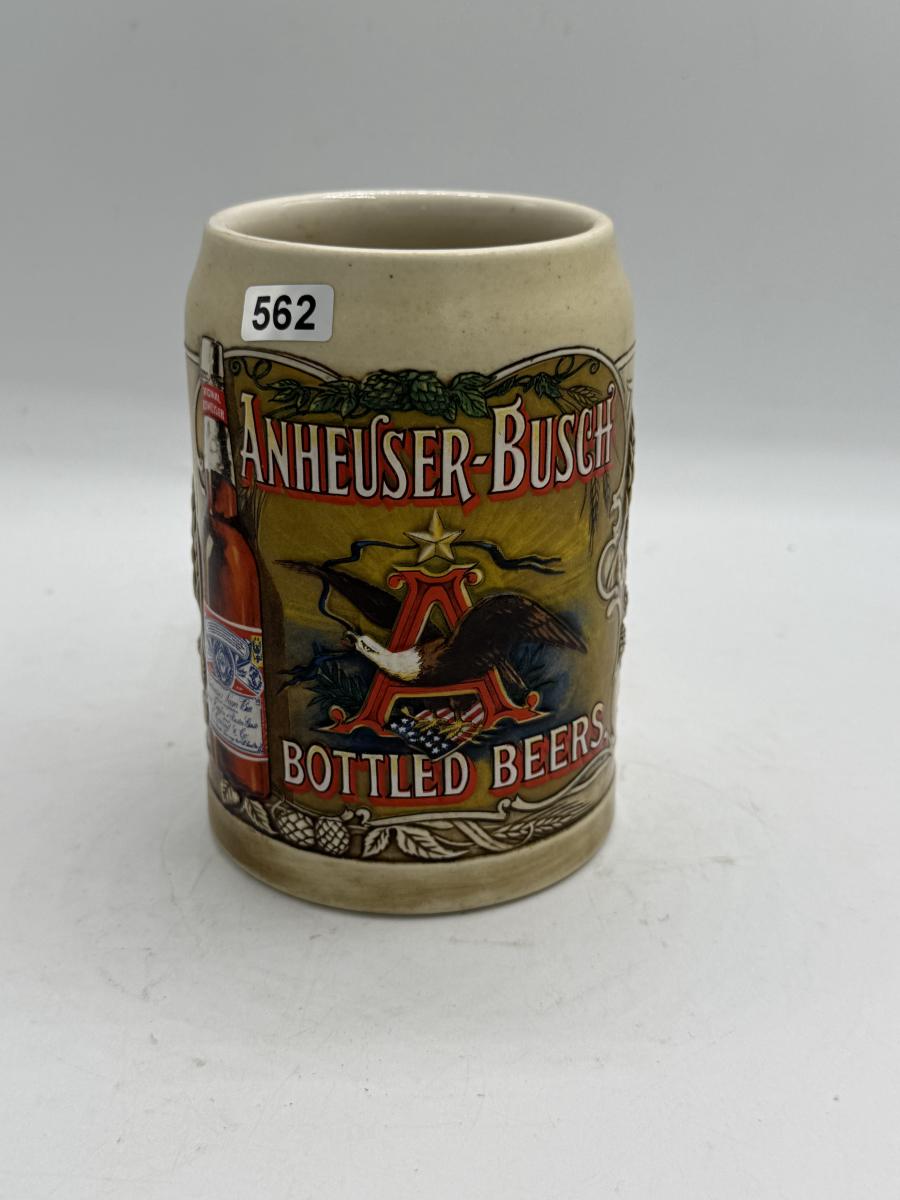 562
ANHEUSER-BUSCH
A
BOTTLED BEERS.